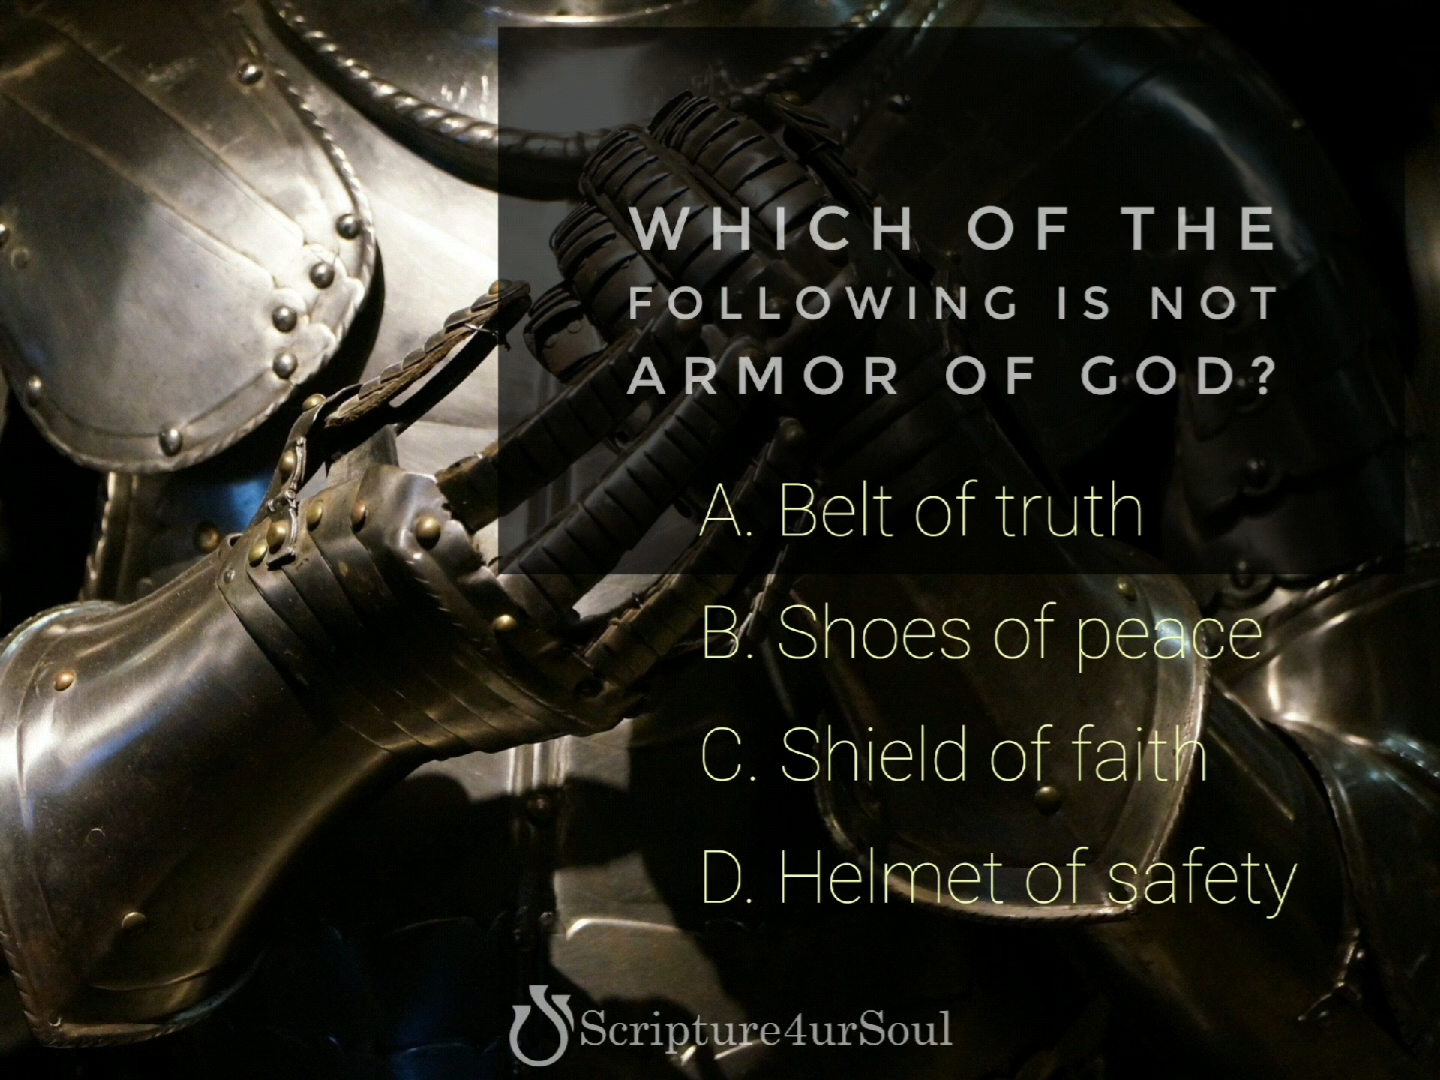 WHICH OF THE
FOLLOWING IS NOT
ARMOR OF GOD?
A. Belt of truth
B. Shoes of peace
C. Shield of faith
D. Helmet of safety
Scripture4urSoul